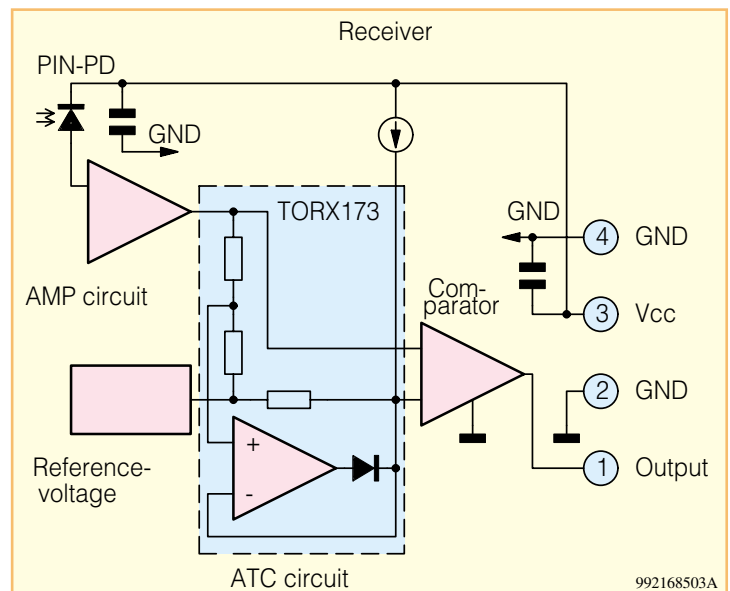 Receiver
PIN-PD
GND
TORX173
GND
4 GND
AMP circuit
Com-
parator
3 Vcc
2 GND
+
Reference-
voltage
-
1 Output
ATC circuit
992168503A